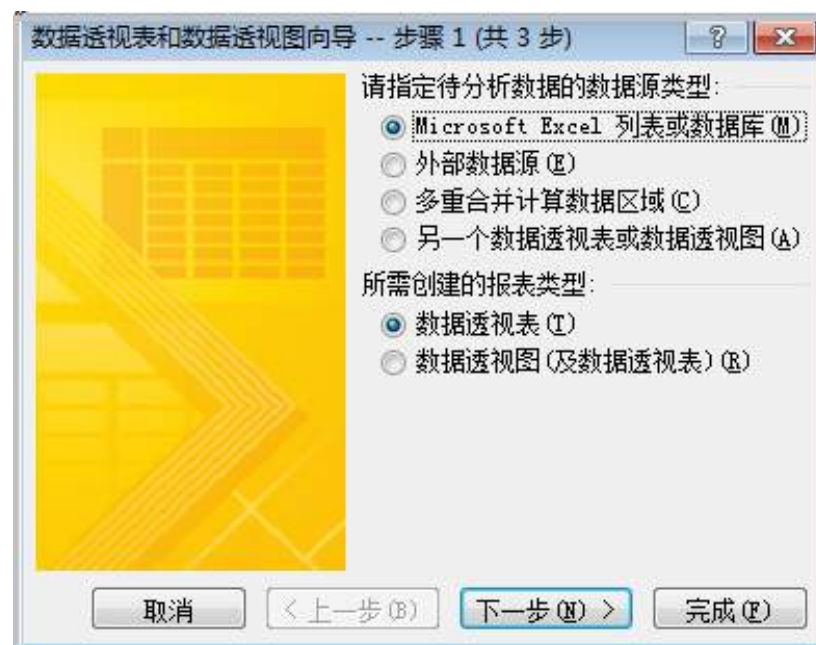 数据透视表和数据透视图向导 -- 步骤 1 (共 3 步)
请指定待分析数据的数据源类型:
Microsoft Excel 列表或数据库(M)
外部数据源(E)
多重合并计算数据区域(C)
另一个数据透视表或数据透视图(A)
所需创建的报表类型:
数据透视表(T)
数据透视图(及数据透视表)(R)
取消 <上一步(B) 下一步(N) > 完成(F)